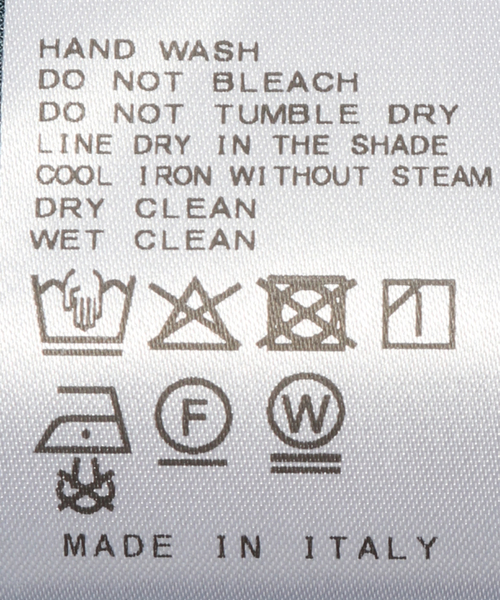 HAND WASH
DO NOT BLEACH
DO NOT TUMBLE DRY
LINE DRY IN THE SHADE
COOL IRON WITHOUT STEAM
DRY CLEAN
WET CLEAN
F W
MADE IN ITALY